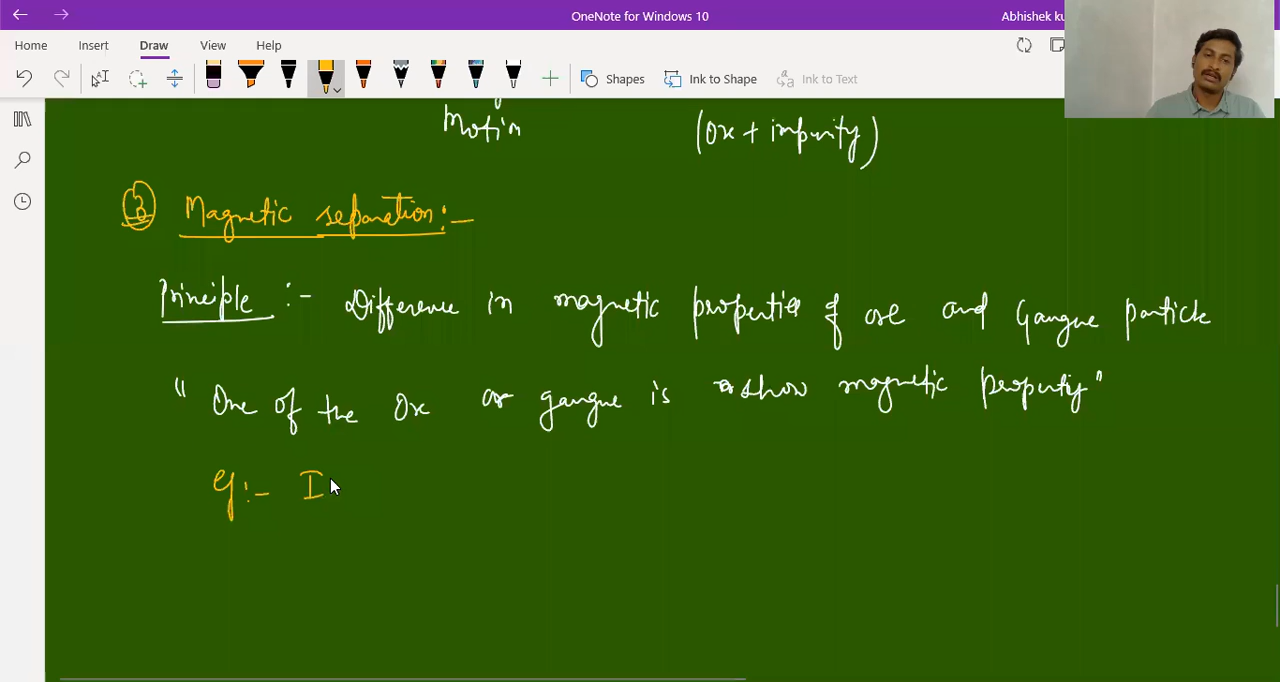 OneNote for Windows 10
Abhishek ku
Home Insert Draw View Help
Shapes Ink to Shape Ink to Text
Motion (Ore + impurity)
③ Magnetic separation:-
Principle :- Difference in magnetic properties of ore and Gangue particle
"One of the Ore or gangue is show magnetic property"
Eg:- I